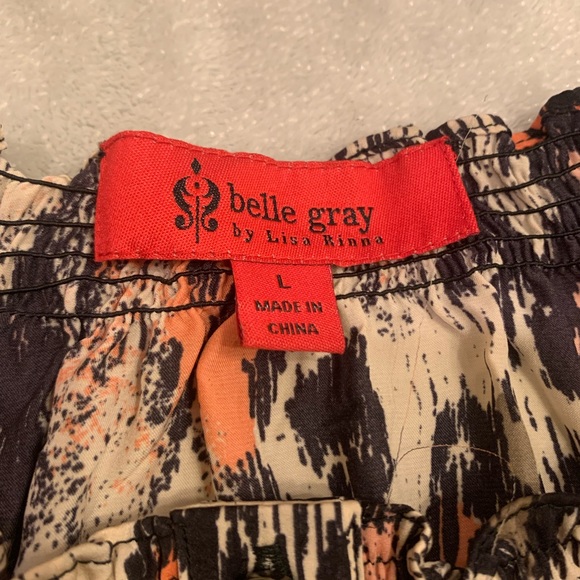 belle gray
by Lisa Rinna
L
MADE IN
CHINA